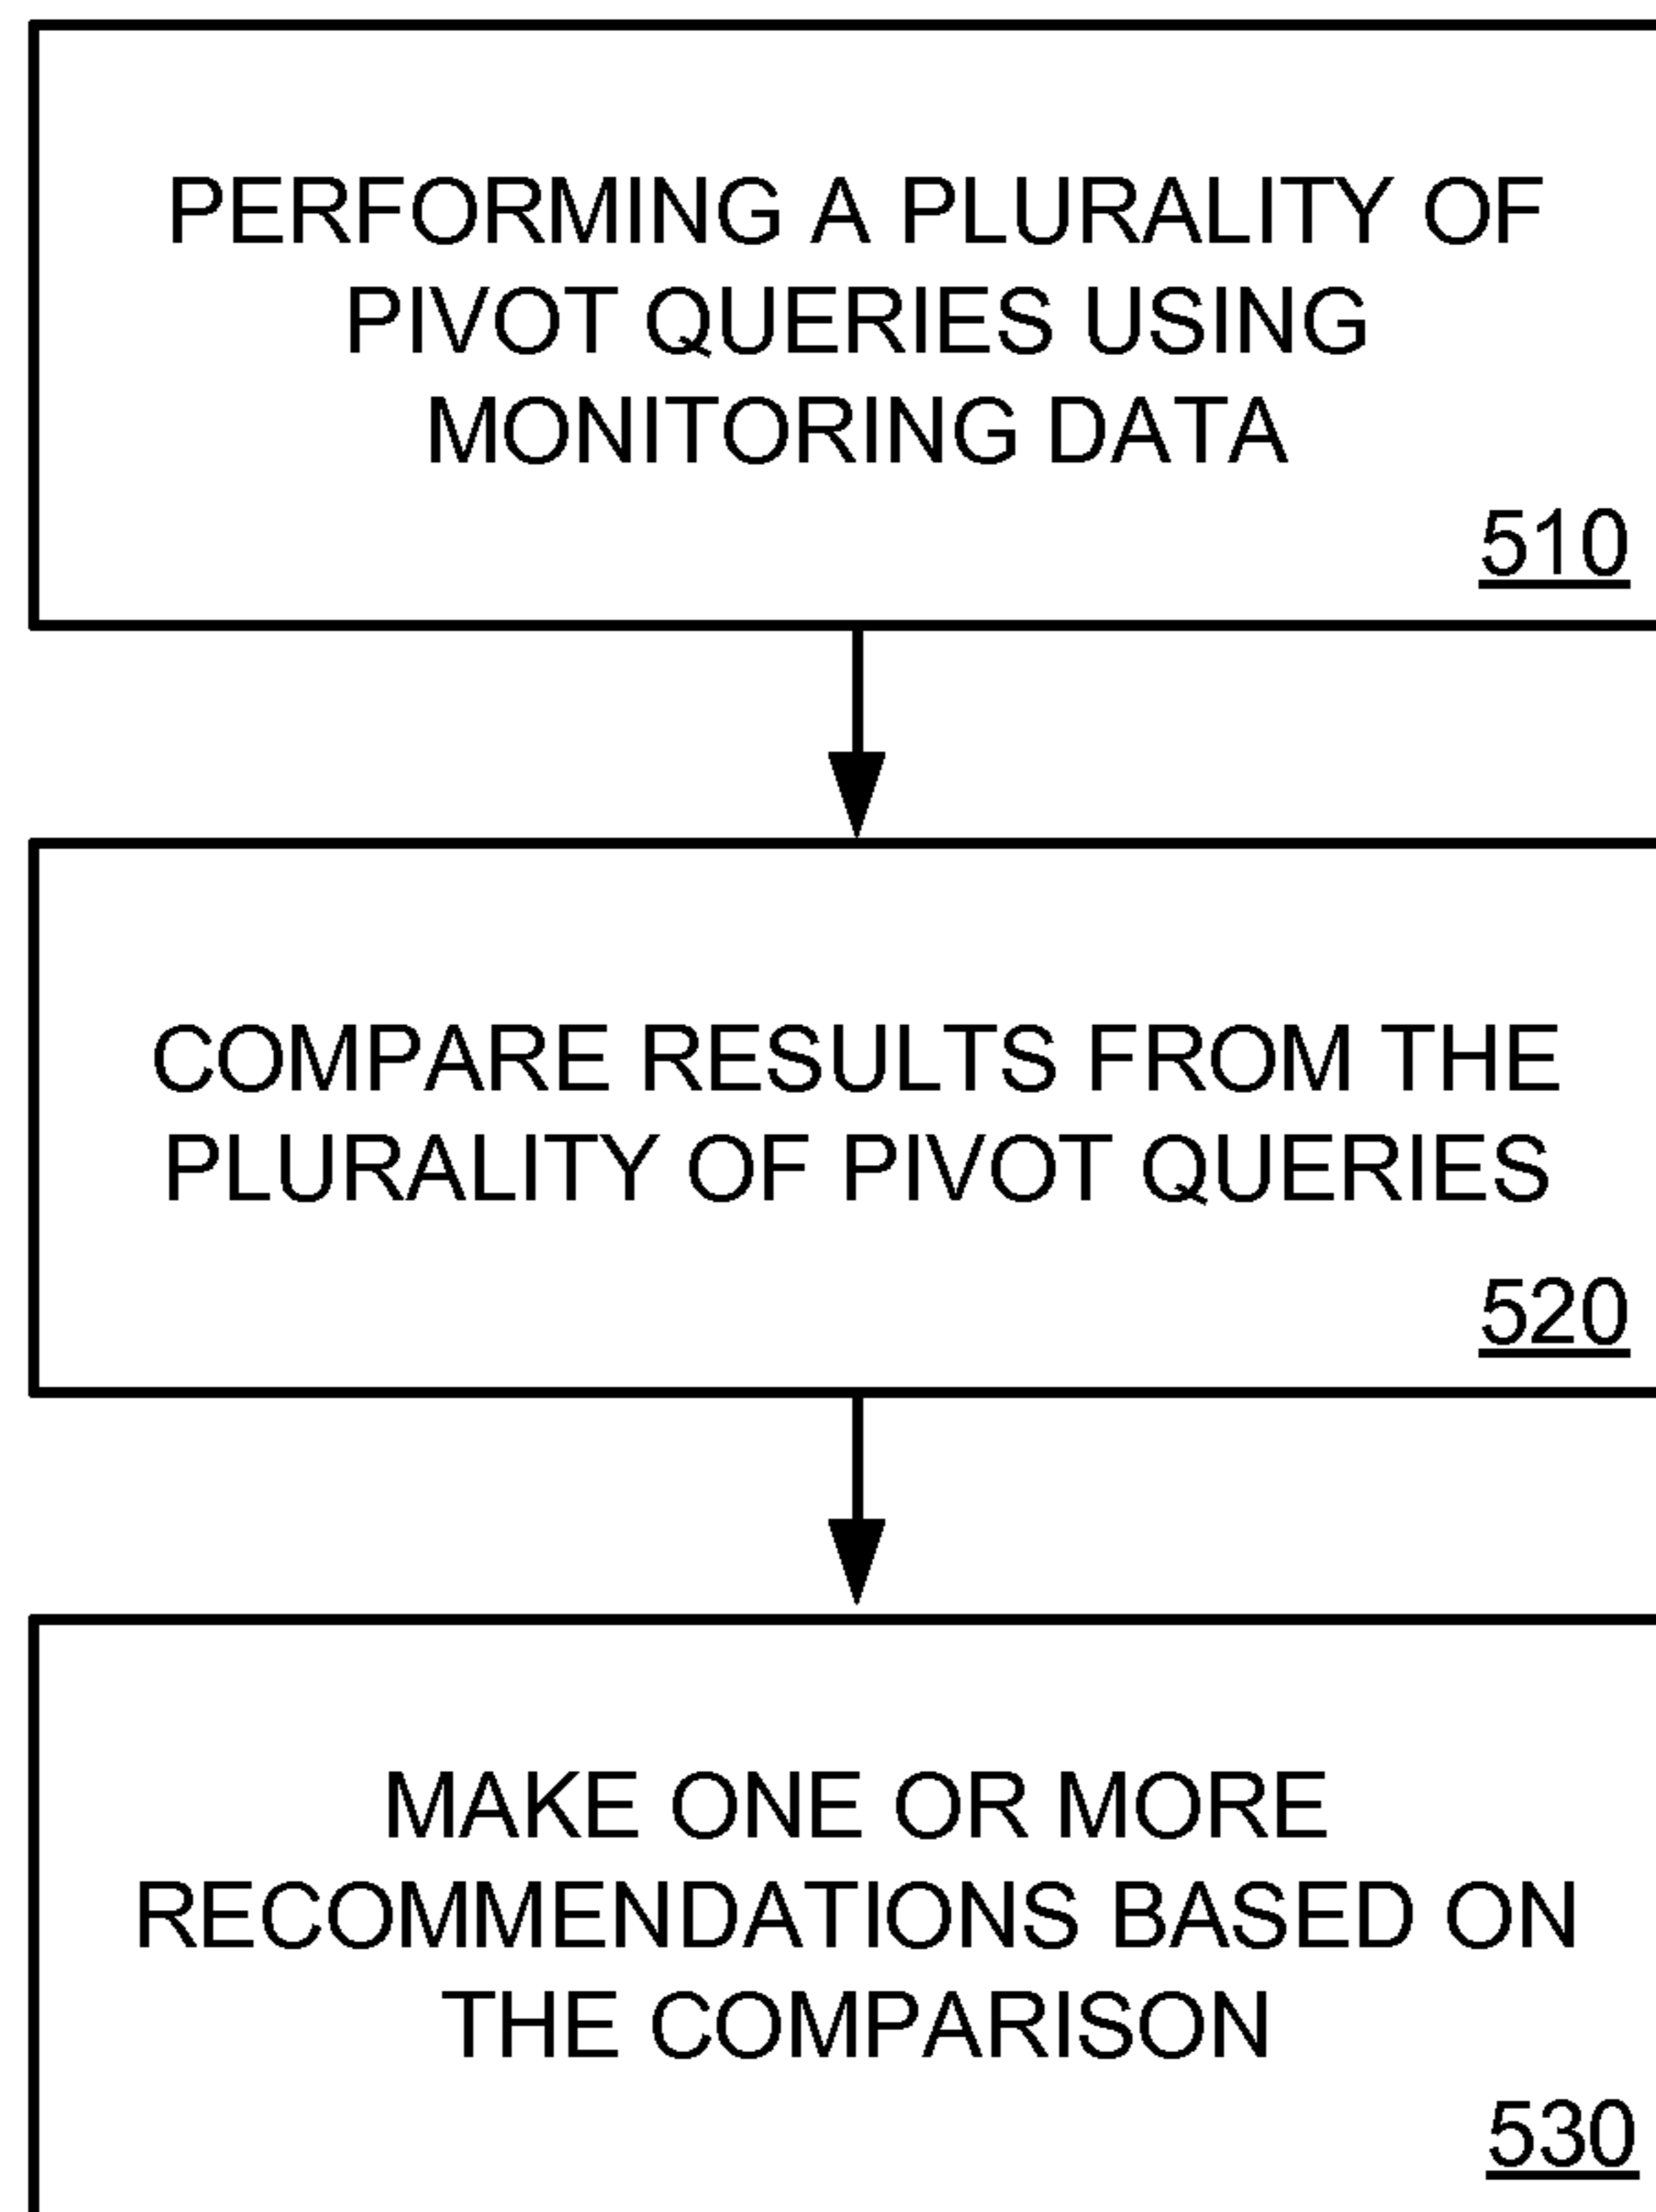 PERFORMING A PLURALITY OF
PIVOT QUERIES USING
MONITORING DATA
510
COMPARE RESULTS FROM THE
PLURALITY OF PIVOT QUERIES
520
MAKE ONE OR MORE
RECOMMENDATIONS BASED ON
THE COMPARISON
530